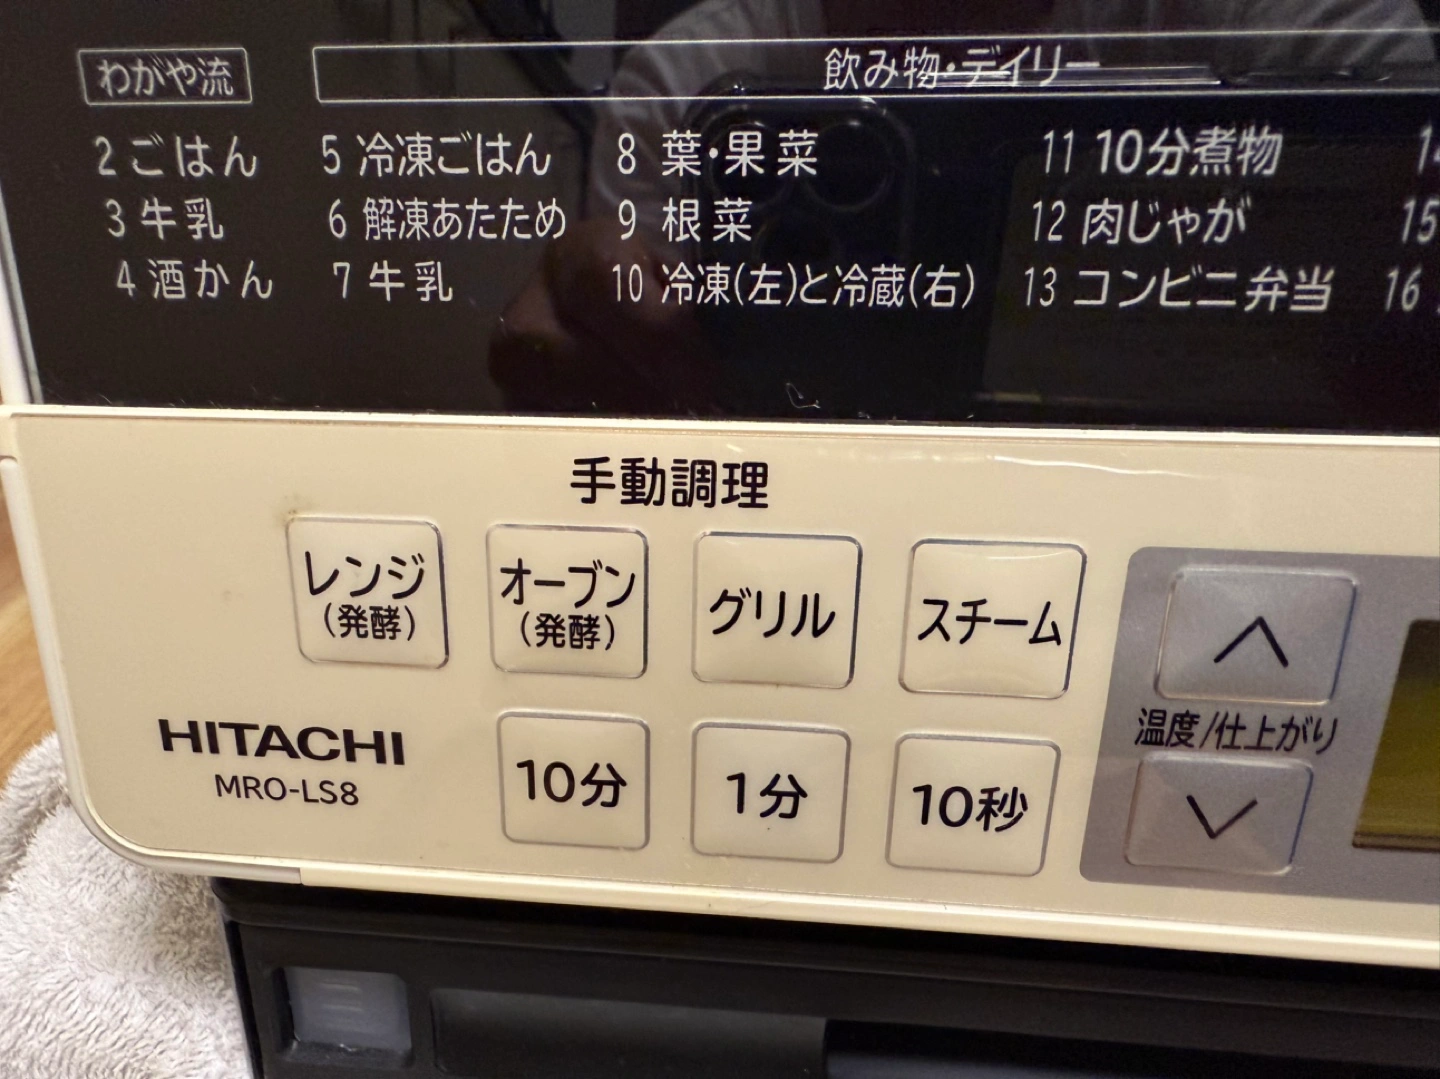 わがや流
飲み物・デイリー
2 ごはん
3 牛乳
4 酒かん
5 冷凍ごはん
6 解凍あたため
7 牛乳
8 葉・果菜
9 根菜
10 冷凍(左)と冷蔵(右)
11 10分煮物
12 肉じゃが
13 コンビニ弁当
15
16
手動調理
レンジ
(発酵)
オーブン
(発酵)
グリル
スチーム
10分
1分
10秒
温度/仕上がり
HITACHI
MRO-LS8